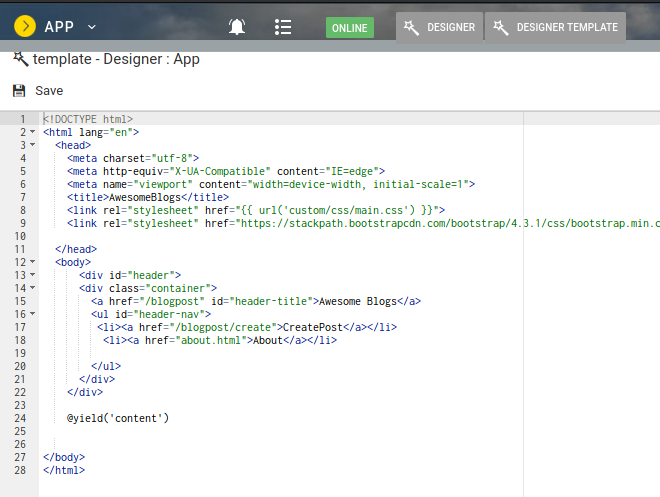 APP
ONLINE
DESIGNER
DESIGNER TEMPLATE
template - Designer : App
Save
1 <!DOCTYPE html>
2 <html lang="en">
3 <head>
4 <meta charset="utf-8">
5 <meta http-equiv="X-UA-Compatible" content="IE=edge">
6 <meta name="viewport" content="width=device-width, initial-scale=1">
7 <title>AwesomeBlogs</title>
8 <link rel="stylesheet" href="{{ url('custom/css/main.css') }}">
9 <link rel="stylesheet" href="https://stackpath.bootstrapcdn.com/bootstrap/4.3.1/css/bootstrap.min.c
10
11 </head>
12 <body>
13 <div id="header">
14 <div class="container">
15 <a href="/blogpost" id="header-title">Awesome Blogs</a>
16 <ul id="header-nav">
17 <li><a href="/blogpost/create">CreatePost</a></li>
18 <li><a href="about.html">About</a></li>
19
20 </ul>
21 </div>
22 </div>
23
24 @yield('content')
25
26
27 </body>
28 </html>